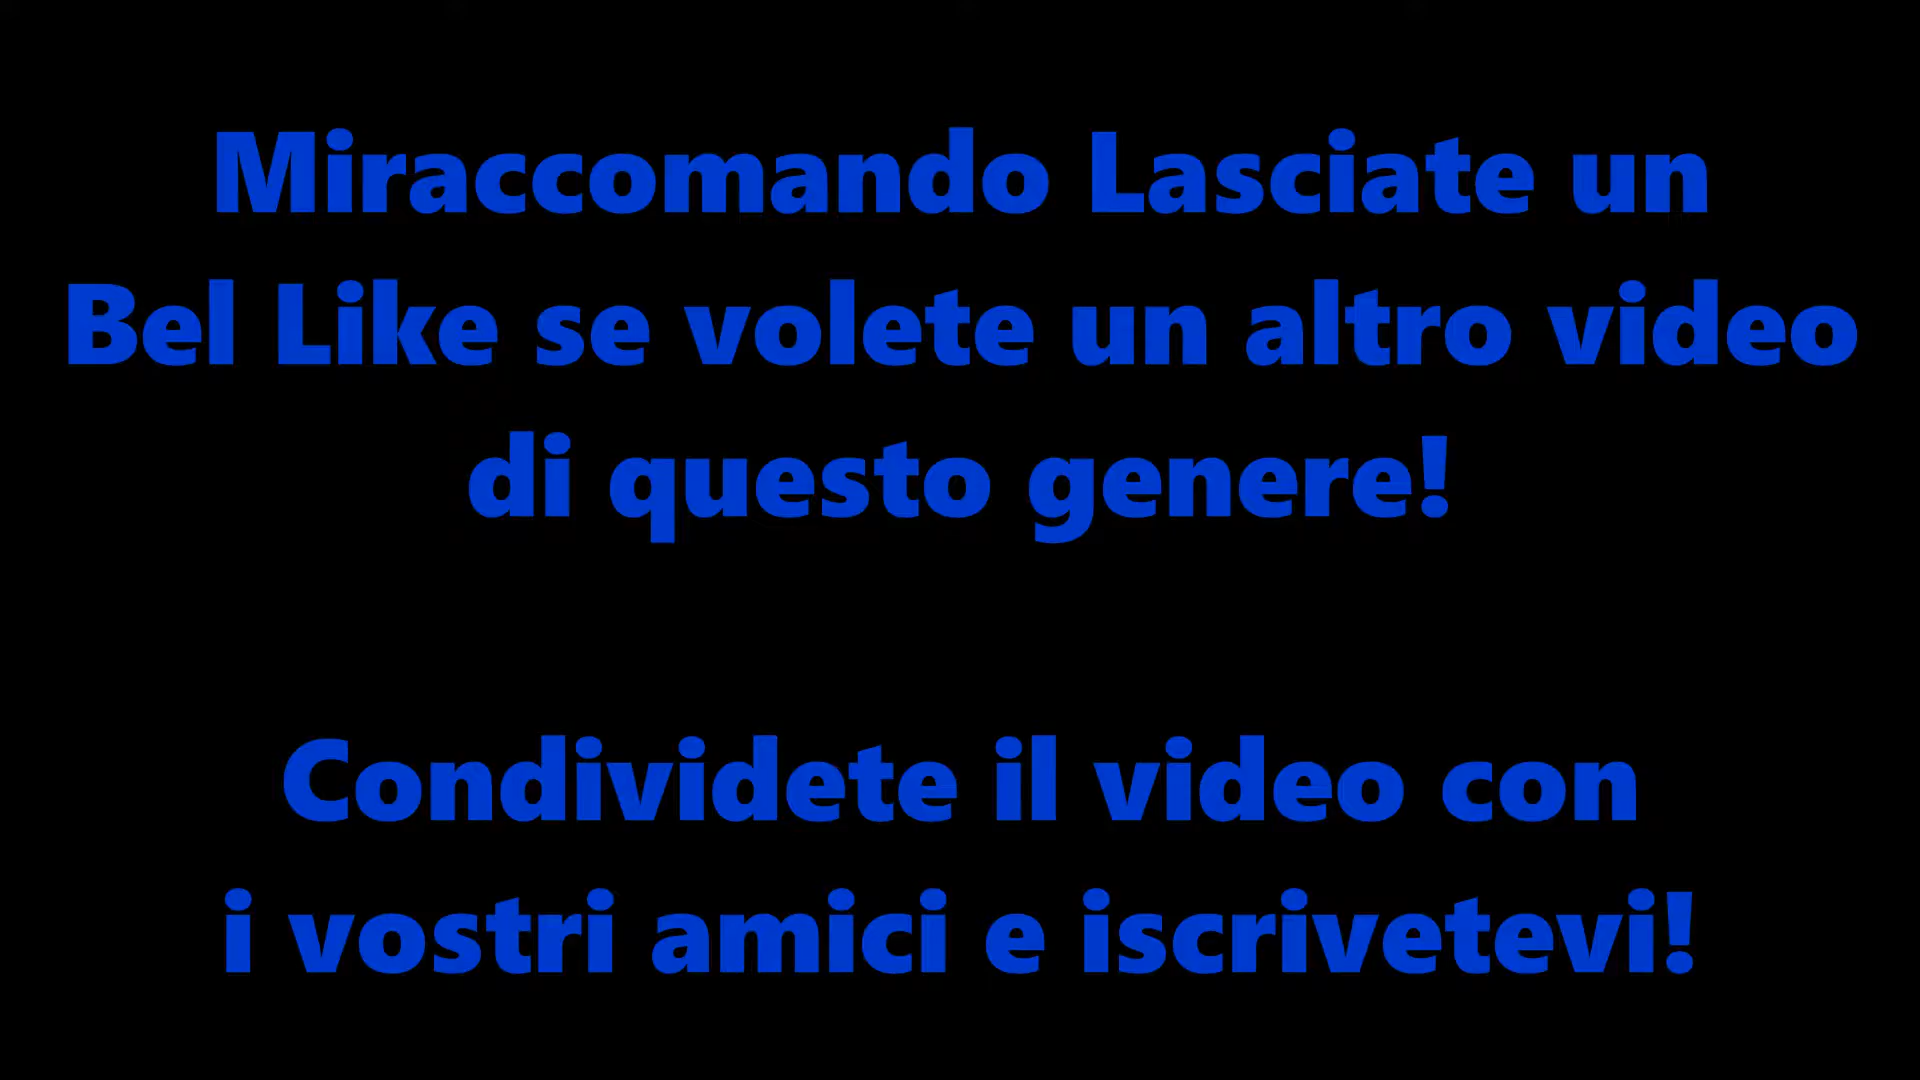 Miraccomando Lasciate un
Bel Like se volete un altro video
di questo genere!
Condividete il video con
i vostri amici e iscrivetevi!